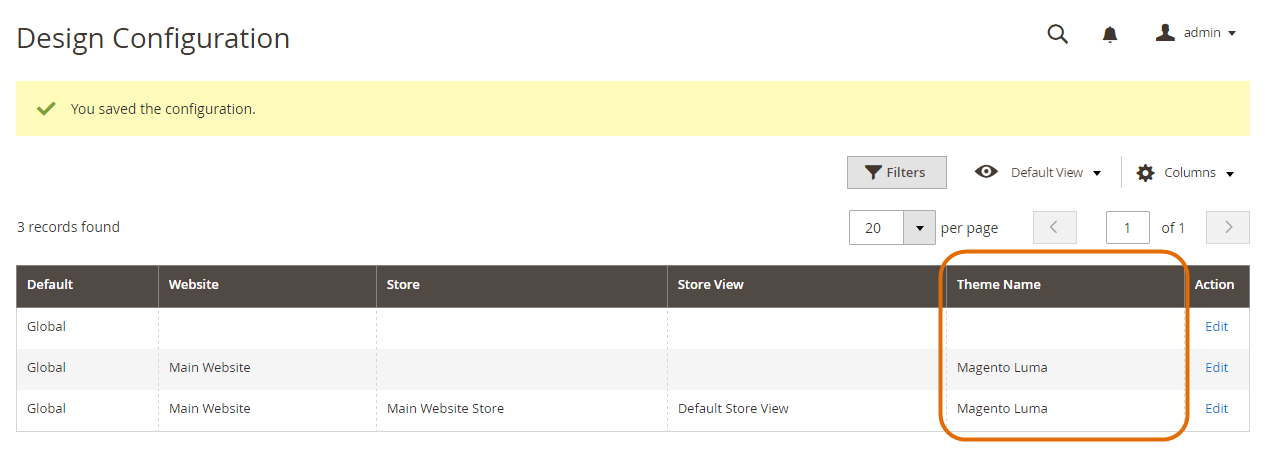 Design Configuration
admin
You saved the configuration.
Filters
Default View
Columns
3 records found
20 per page
1 of 1
Default Website Store Store View Theme Name Action
Global Edit
Global Main Website Magento Luma Edit
Global Main Website Main Website Store Default Store View Magento Luma Edit